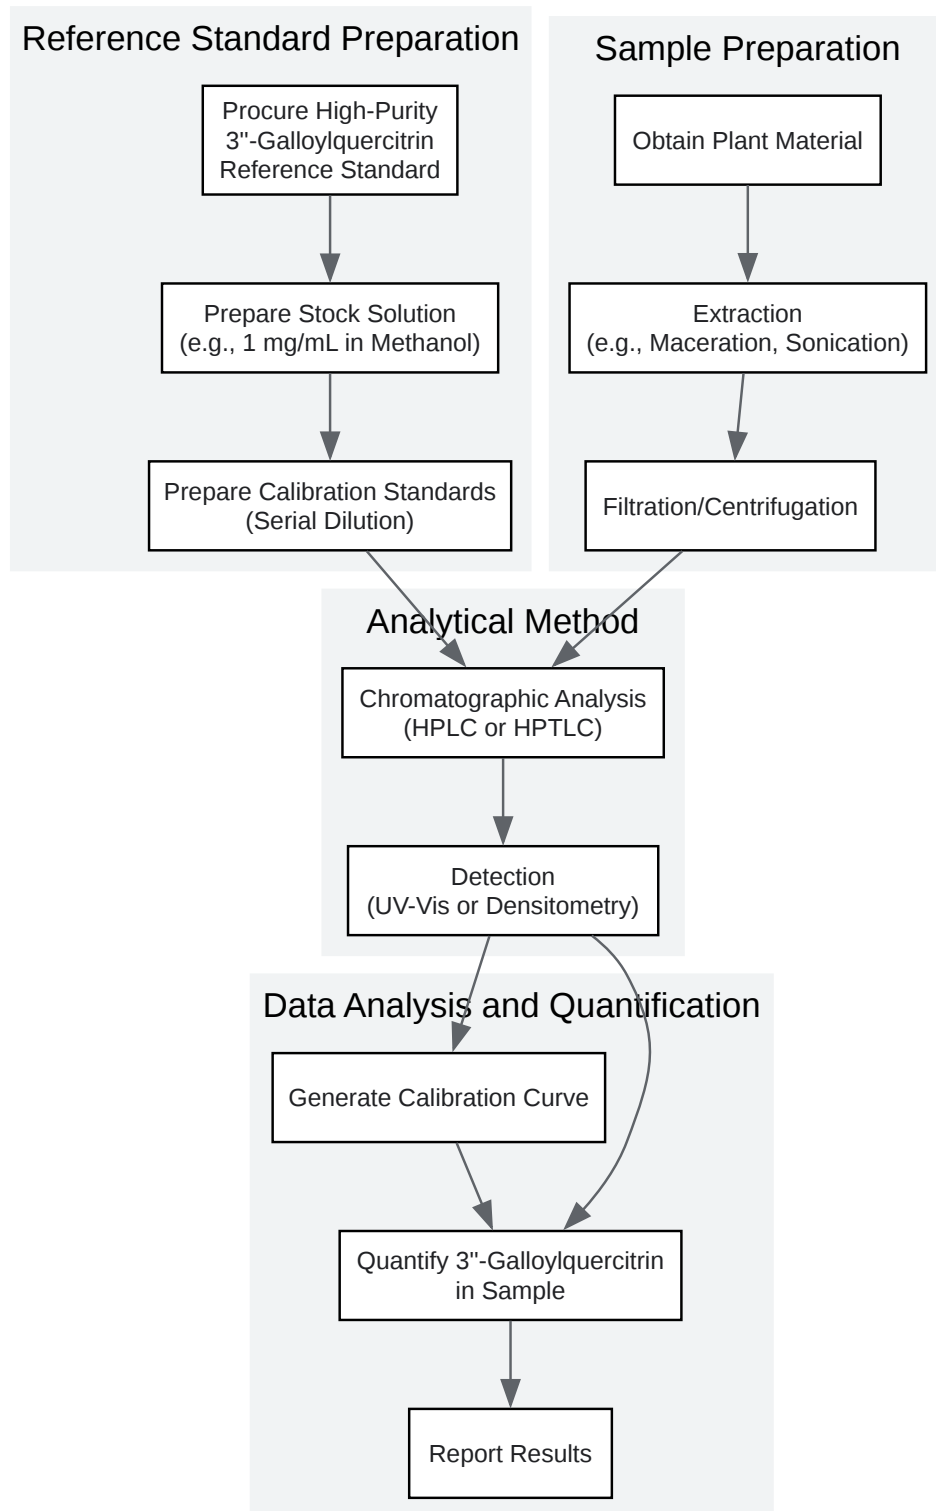 Reference Standard Preparation
Procure High-Purity
3"-Galloylquercitrin
Reference Standard
Prepare Stock Solution
(e.g., 1 mg/mL in Methanol)
Prepare Calibration Standards
(Serial Dilution)
Sample Preparation
Obtain Plant Material
Extraction
(e.g., Maceration, Sonication)
Filtration/Centrifugation
Analytical Method
Chromatographic Analysis
(HPLC or HPTLC)
Detection
(UV-Vis or Densitometry)
Data Analysis and Quantification
Generate Calibration Curve
Quantify 3"-Galloylquercitrin
in Sample
Report Results